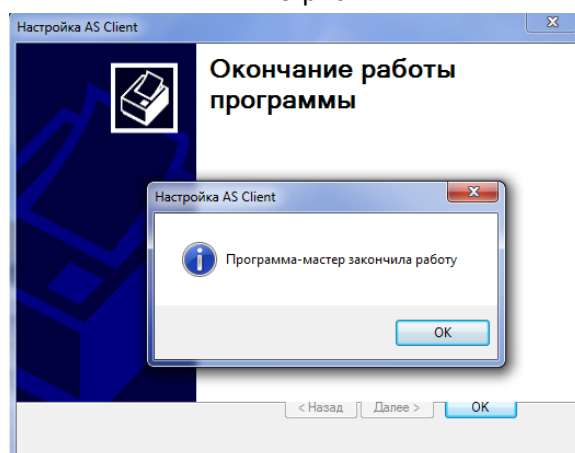 Настройка AS Client
Окончание работы
программы
Настройка AS Client
Программа-мастер закончила работу
OK
< Назад
Далее >
OK